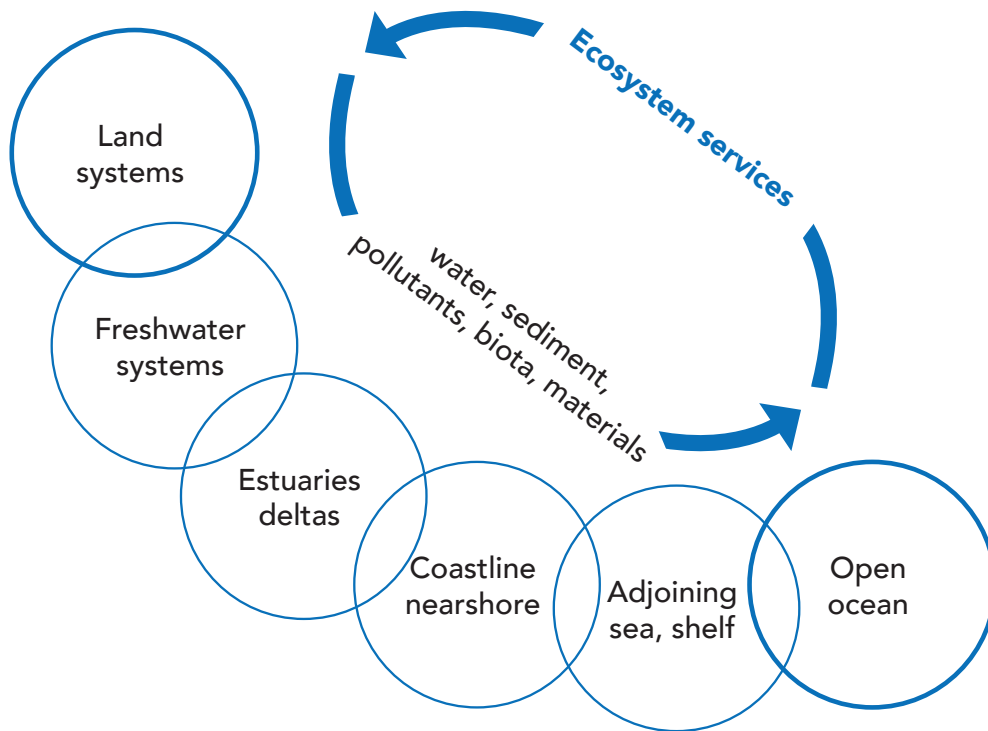 Ecosystem services
Land
systems
water, sediment,
pollutants, biota, materials
Freshwater
systems
Estuaries
deltas
Coastline
nearshore
Adjoining
sea, shelf
Open
ocean